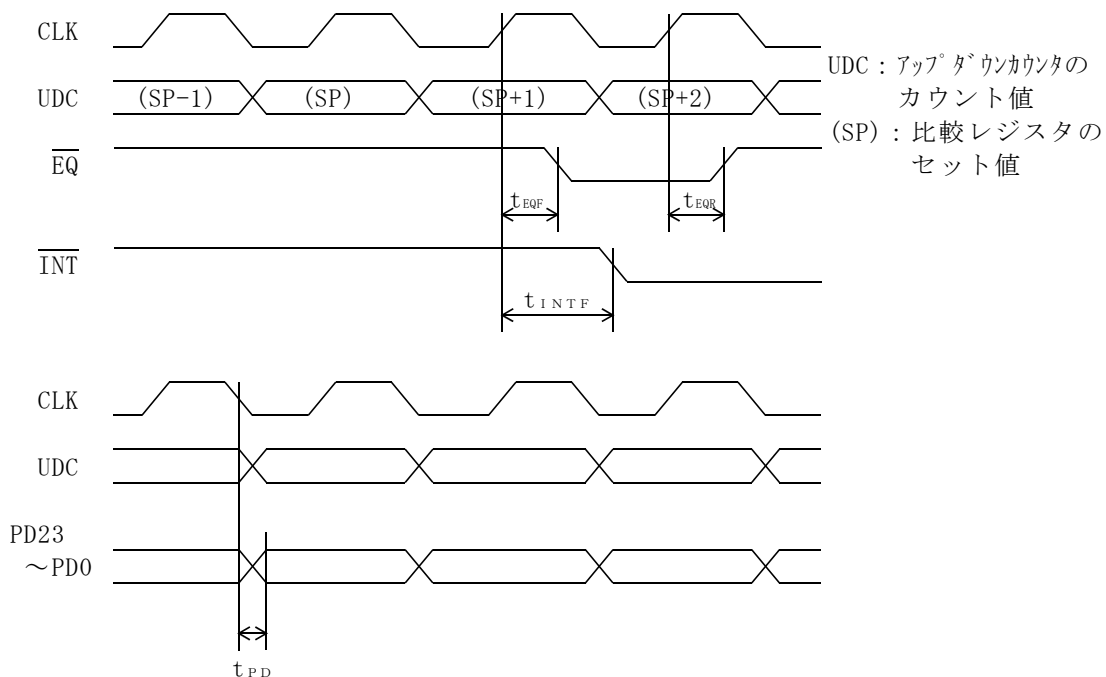 CLK
UDC (SP-1) (SP) (SP+1) (SP+2)
UDC：ｱｯﾌﾟﾀﾞｳﾝｶｳﾝﾀの
カウント値
(SP)：比較レジスタの
セット値
EQ
tEQF tEQR
INT
tINTF
CLK
UDC
PD23
～PD0
tPD